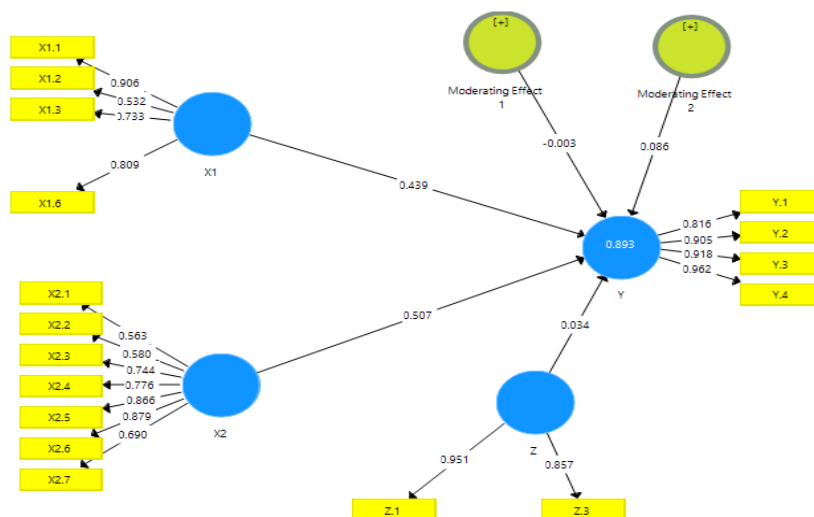 X1.1
X1.2
X1.3
X1.6
0.906
0.532
0.733
0.809
X1
[+]
Moderating Effect
1
[+]
Moderating Effect
2
-0.003
0.086
0.439
0.893
Y
0.816
0.905
0.918
0.962
Y.1
Y.2
Y.3
Y.4
X2.1
X2.2
X2.3
X2.4
X2.5
X2.6
X2.7
0.563
0.580
0.744
0.776
0.866
0.879
0.690
X2
0.507
0.034
Z
0.951
0.857
Z.1
Z.3